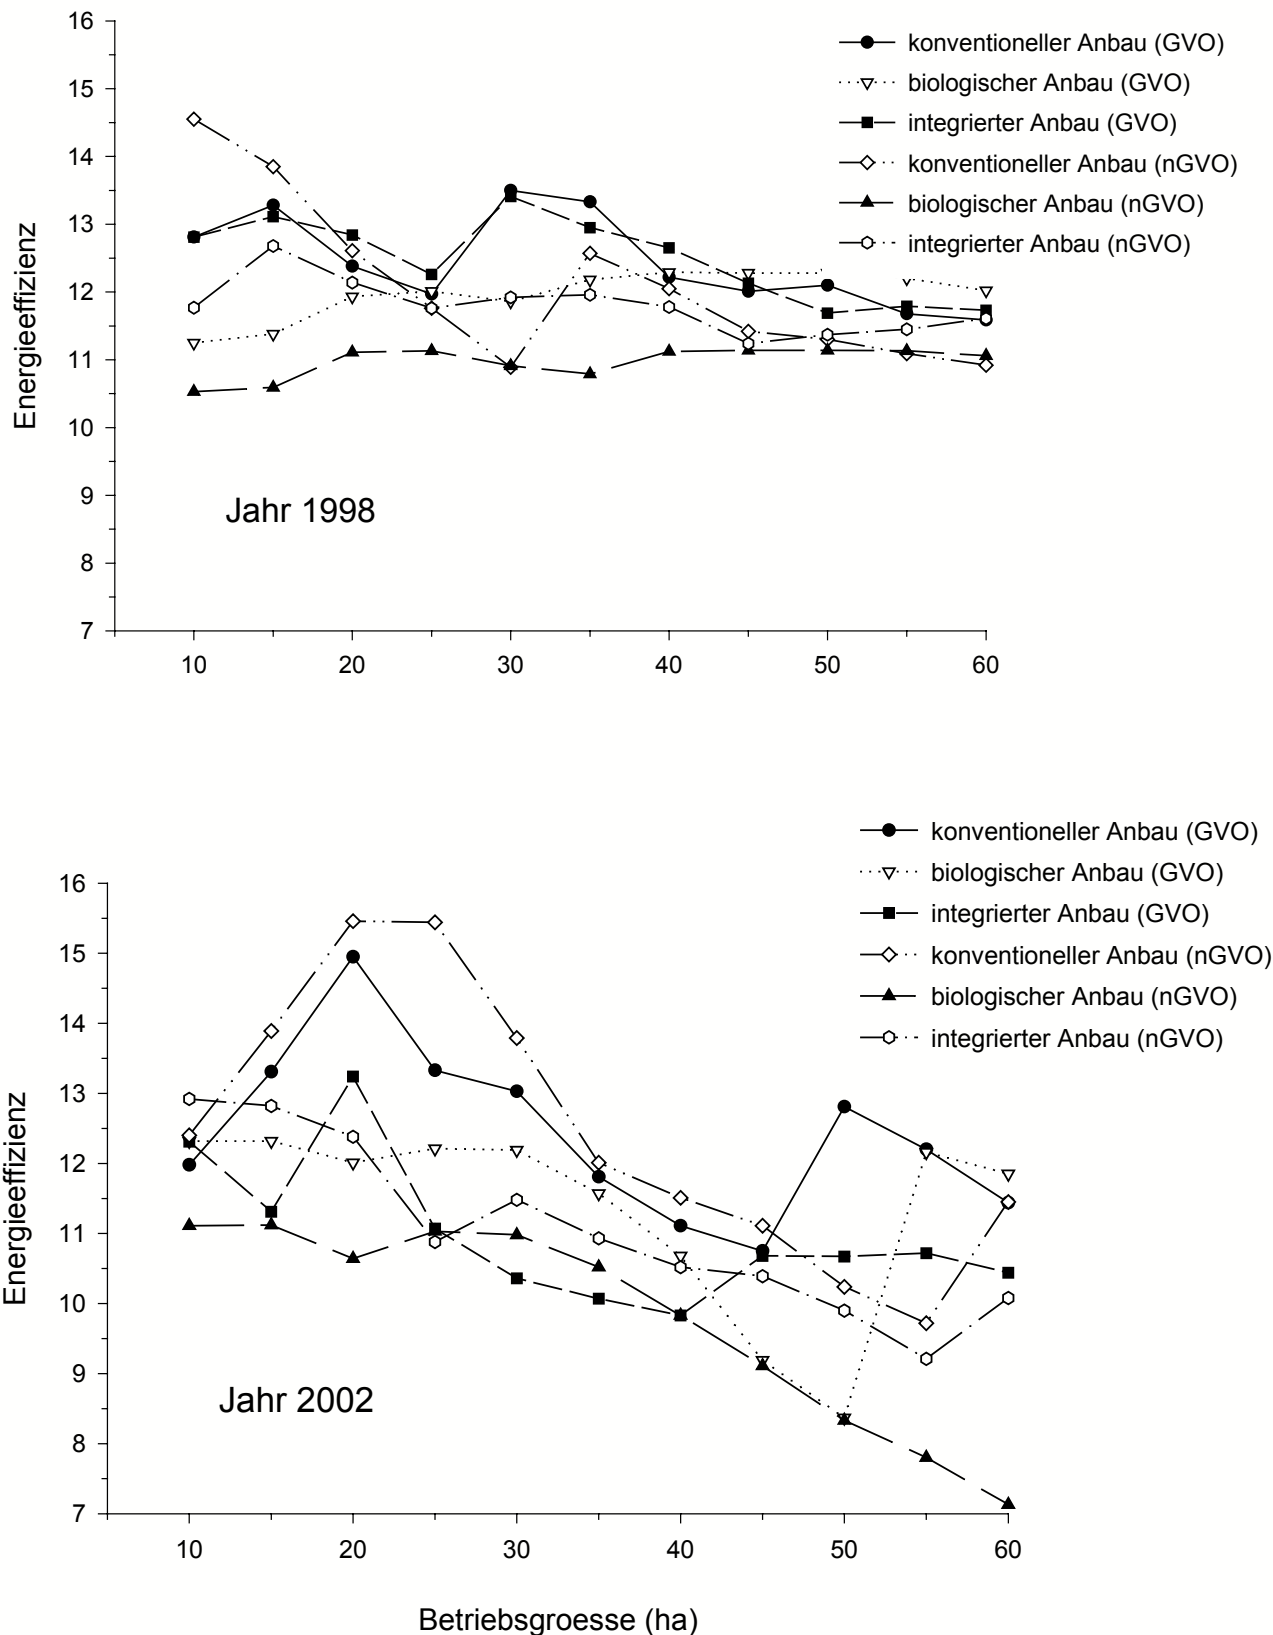 16
15
14
13
12
11
10
9
8
7
Energieeffizienz
konventioneller Anbau (GVO)
biologischer Anbau (GVO)
integrierter Anbau (GVO)
konventioneller Anbau (nGVO)
biologischer Anbau (nGVO)
integrierter Anbau (nGVO)
Jahr 1998
10 20 30 40 50 60
konventioneller Anbau (GVO)
biologischer Anbau (GVO)
integrierter Anbau (GVO)
konventioneller Anbau (nGVO)
biologischer Anbau (nGVO)
integrierter Anbau (nGVO)
16
15
14
13
12
11
10
9
8
7
Energieeffizienz
Jahr 2002
10 20 30 40 50 60
Betriebsgroesse (ha)